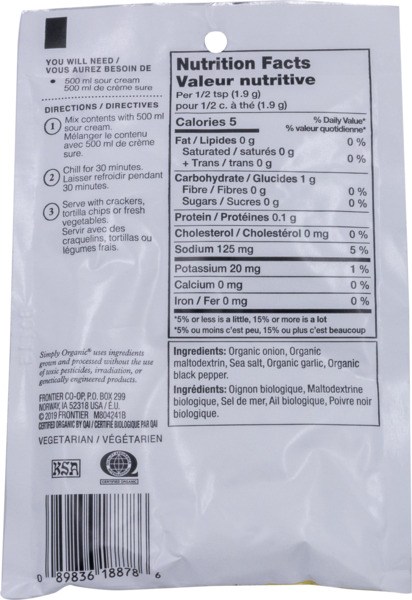 YOU WILL NEED /
VOUS AUREZ BESOIN DE
• 500 ml sour cream
500 ml de crème sure
DIRECTIONS / DIRECTIVES
1 Mix contents with 500 ml
sour cream.
Mélanger le contenu
avec 500 ml de crème
sure.
2 Chill for 30 minutes.
Laisser refroidir pendant
30 minutes.
3 Serve with crackers,
tortilla chips or fresh
vegetables.
Servir avec des
craquelins, tortillas ou
légumes frais.
Simply Organic® uses ingredients
grown and processed without the use
of toxic pesticides, irradiation, or
genetically engineered products.
FRONTIER CO-OP, P.O. BOX 299
NORWAY, IA 52318 USA / É.U.
© 2019 FRONTIER MB04241B
CERTIFIED ORGANIC BY QAI / CERTIFIÉ BIOLOGIQUE PAR QAI
VEGETARIAN / VÉGÉTARIEN
KSA
CERTIFIED ORGANIC
0 89836 18878 6
Nutrition Facts
Valeur nutritive
Per 1/2 tsp (1.9 g)
pour 1/2 c. à thé (1.9 g)
Calories 5 % Daily Value*
% valeur quotidienne*
Fat / Lipides 0 g 0 %
Saturated / saturés 0 g
+ Trans / trans 0 g 0 %
Carbohydrate / Glucides 1 g
Fibre / Fibres 0 g 0 %
Sugars / Sucres 0 g 0 %
Protein / Protéines 0.1 g
Cholesterol / Cholestérol 0 mg 0 %
Sodium 125 mg 5 %
Potassium 20 mg 1 %
Calcium 0 mg 0 %
Iron / Fer 0 mg 0 %
*5% or less is a little, 15% or more is a lot
*5% ou moins c'est peu, 15% ou plus c'est beaucoup
Ingredients: Organic onion, Organic
maltodextrin, Sea salt, Organic garlic, Organic
black pepper.
Ingrédients: Oignon biologique, Maltodextrine
biologique, Sel de mer, Ail biologique, Poivre noir
biologique.